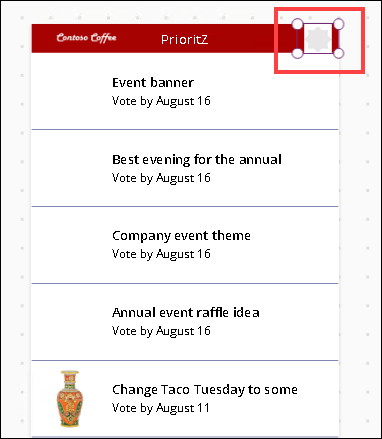 Contoso Coffee PrioritZ
Event banner
Vote by August 16
Best evening for the annual
Vote by August 16
Company event theme
Vote by August 16
Annual event raffle idea
Vote by August 16
Change Taco Tuesday to some
Vote by August 11